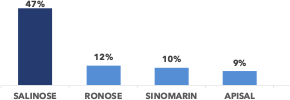 47%
12%
10%
9%
SALINOSE
RONOSE
SINOMARIN
APISAL